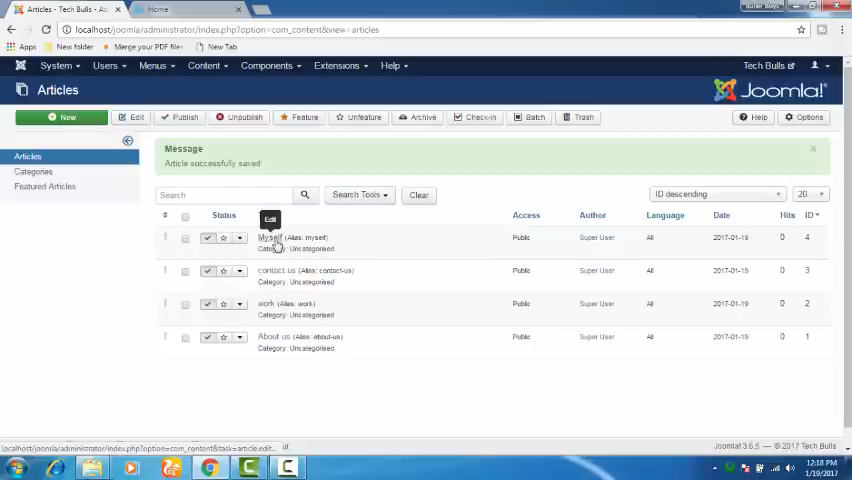 Buller Boys
Articles - Tech Bulls - Ad
Home
localhost/joomla/administrator/index.php?option=com_content&view=articles
Apps
New folder
Merge your PDF files
New Tab
System
Users
Menus
Content
Components
Extensions
Help
Tech Bulls
Articles
Joomla!
New
Edit
Publish
Unpublish
Feature
Unfeature
Archive
Check-in
Batch
Trash
Help
Options
Articles
Categories
Featured Articles
Message
Article successfully saved
Search
Search Tools
Clear
ID descending
20
Status
Edit
Access
Author
Language
Date
Hits
ID
Myself (Alias: myself)
Category: Uncategorised
Public
Super User
All
2017-01-19
0
4
contact us (Alias: contact-us)
Category: Uncategorised
Public
Super User
All
2017-01-19
0
3
work (Alias: work)
Category: Uncategorised
Public
Super User
All
2017-01-19
0
2
About us (Alias: about-us)
Category: Uncategorised
Public
Super User
All
2017-01-19
0
1
localhost/joomla/administrator/index.php?option=com_content&task=article.edit...
Joomla! 3.6.5 — © 2017 Tech Bulls
12:18 PM
1/19/2017